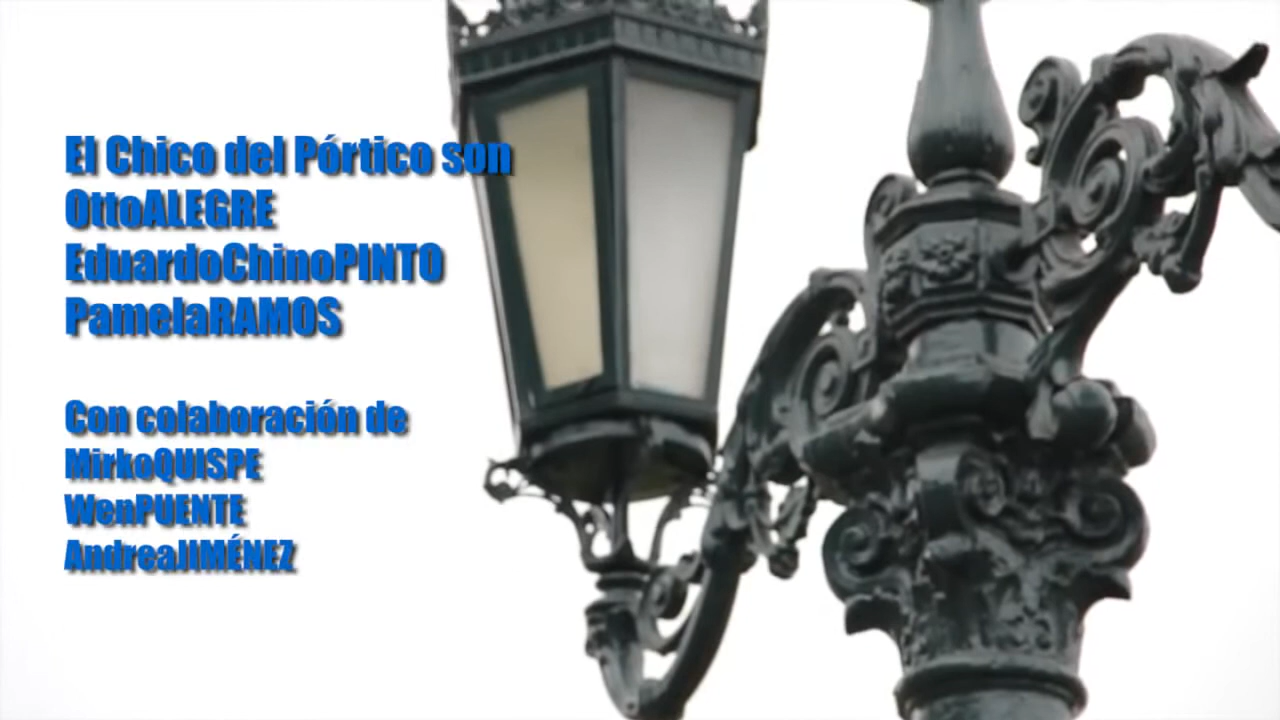 El Chico del Pórtico son
OttoALEGRE
EduardoChinoPINTO
PamelaRAMOS
Con colaboración de
MirkoQUISPE
WenPUENTE
AndreaJIMÉNEZ